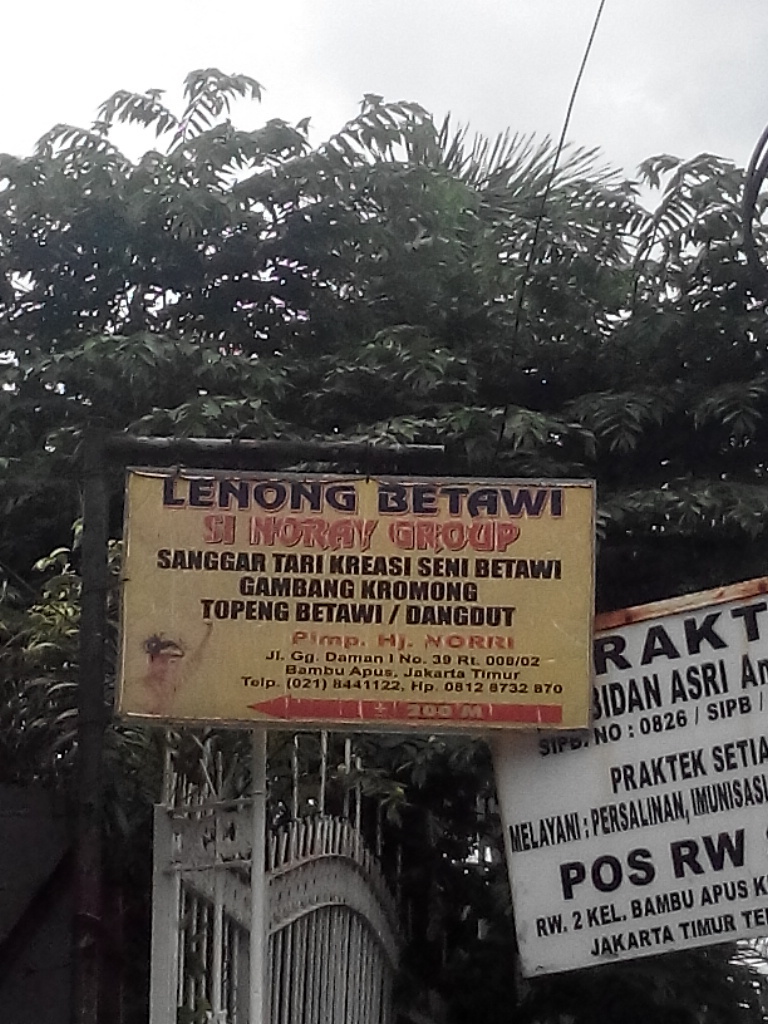 LENONG BETAWI
SI NORAY GROUP
SANGGAR TARI KREASI SENI BETAWI
GAMBANG KROMONG
TOPENG BETAWI / DANGDUT
Pimp. Hj. NORRI
Jl. Gg. Daman I No. 39 Rt. 008/02
Bambu Apus, Jakarta Timur
Telp. (021) 8441122, Hp. 0812 8732 870
± 200 M
RAKT
BIDAN ASRI An
SIPB. NO : 0826 / SIPB /
PRAKTEK SETIA
MELAYANI : PERSALINAN, IMUNISASI
POS RW
RW. 2 KEL. BAMBU APUS K
JAKARTA TIMUR TE